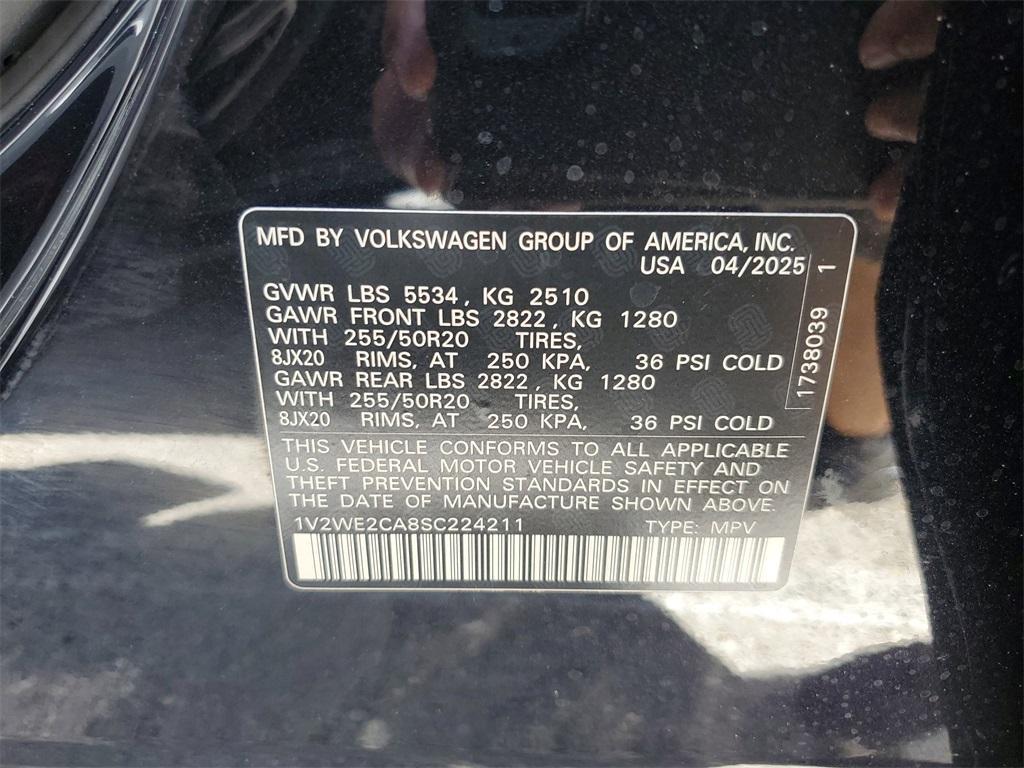 MFD BY VOLKSWAGEN GROUP OF AMERICA, INC.
USA 04/2025
GVWR LBS 5534, KG 2510
GAWR FRONT LBS 2822, KG 1280
WITH 255/50R20 TIRES,
8JX20 RIMS, AT 250 KPA, 36 PSI COLD
GAWR REAR LBS 2822, KG 1280
WITH 255/50R20 TIRES,
8JX20 RIMS, AT 250 KPA, 36 PSI COLD
1738039 1
THIS VEHICLE CONFORMS TO ALL APPLICABLE
U.S. FEDERAL MOTOR VEHICLE SAFETY AND
THEFT PREVENTION STANDARDS IN EFFECT ON
THE DATE OF MANUFACTURE SHOWN ABOVE.
1V2WE2CA8SC224211 TYPE: MPV